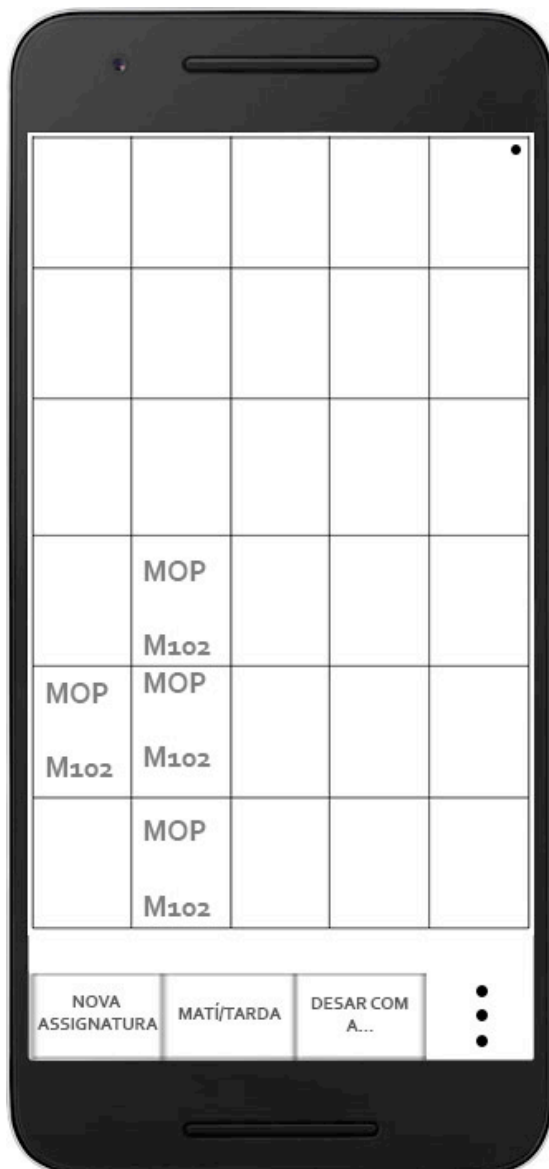 MOP
M102
MOP
MOP
M102
M102
MOP
M102
NOVA
ASSIGNATURA
MATÍ/TARDA
DESAR COM
A...